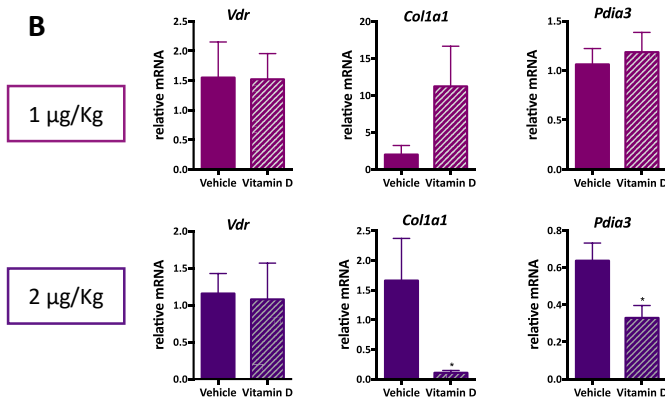 B
1 µg/Kg
Vdr
relative mRNA
2.5
2.0
1.5
1.0
0.5
0.0
Vehicle Vitamin D
Col1a1
relative mRNA
20
15
10
5
0
Vehicle Vitamin D
Pdia3
relative mRNA
1.5
1.0
0.5
0.0
Vehicle Vitamin D
2 µg/Kg
Vdr
relative mRNA
2.0
1.5
1.0
0.5
0.0
Vehicle Vitamin D
Col1a1
relative mRNA
2.5
2.0
1.5
1.0
0.5
0.0
*
Vehicle Vitamin D
Pdia3
relative mRNA
0.8
0.6
0.4
0.2
0.0
*
Vehicle Vitamin D